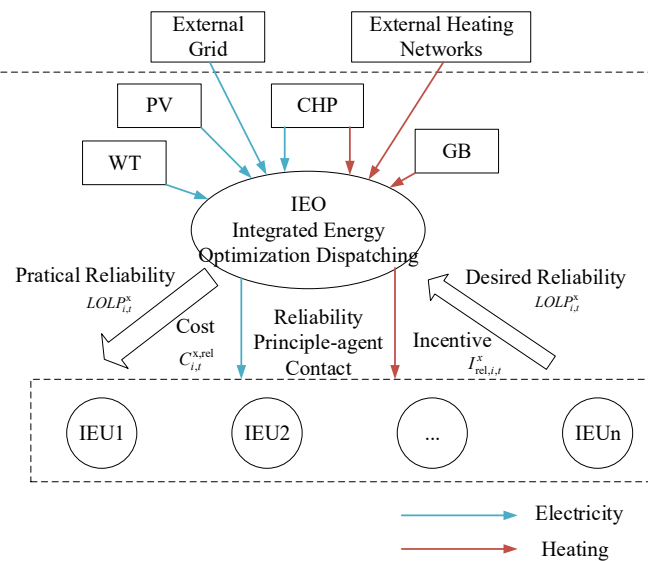 External
Grid
External Heating
Networks
PV
CHP
WT
GB
IEO
Integrated Energy
Optimization Dispatching
Pratical Reliability
LOLP^x_{i,t}
Cost
C^{x,rel}_{i,t}
Reliability
Principle-agent
Contact
Desired Reliability
LOLP^x_{i,t}
Incentive
I^x_{rel,i,t}
IEU1
IEU2
...
IEUn
Electricity
Heating